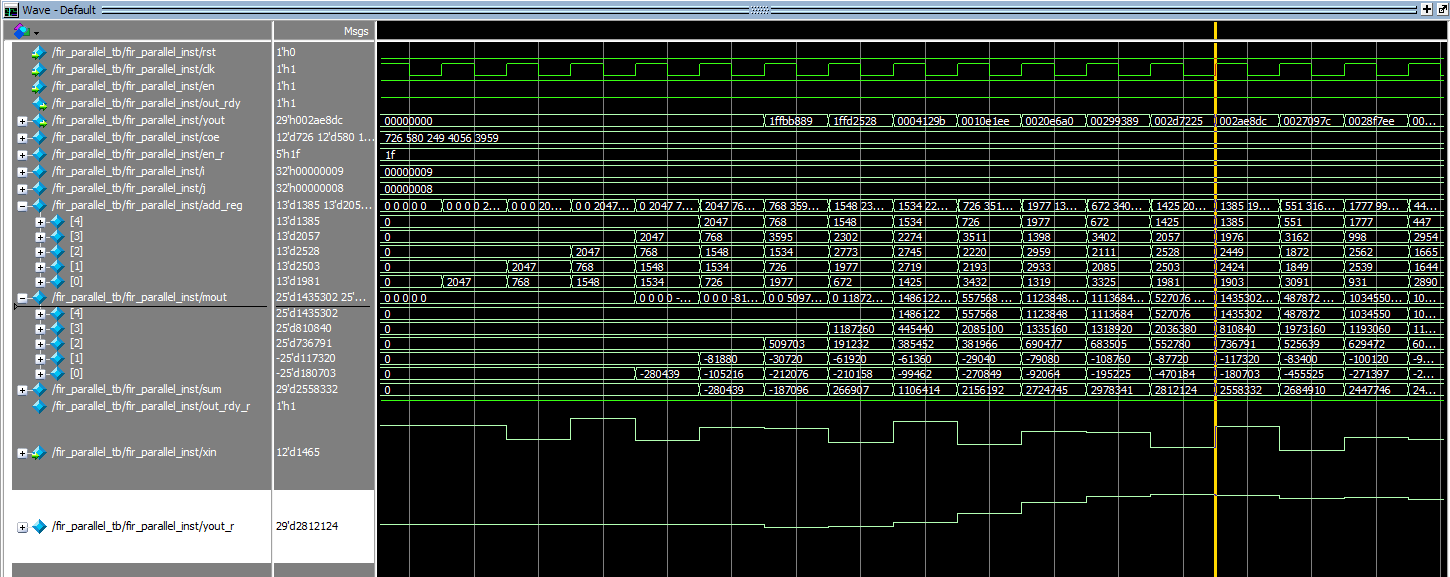 Wave - Default
Msgs
/fir_parallel_tb/fir_parallel_inst/rst 1'h0
/fir_parallel_tb/fir_parallel_inst/clk 1'h1
/fir_parallel_tb/fir_parallel_inst/en 1'h1
/fir_parallel_tb/fir_parallel_inst/out_rdy 1'h1
/fir_parallel_tb/fir_parallel_inst/yout 29'h002ae8dc 00000000 1ffbb889 1ffd2528 0004129b 0010e1ee 0020e6a0 00299389 002d7225 002ae8dc 0027097c 0028f7ee 00...
/fir_parallel_tb/fir_parallel_inst/coe 12'd726 12'd580 1... 726 580 249 4056 3959
/fir_parallel_tb/fir_parallel_inst/en_r 5'h1f 1f
/fir_parallel_tb/fir_parallel_inst/i 32'h00000009 00000009
/fir_parallel_tb/fir_parallel_inst/j 32'h00000008 00000008
/fir_parallel_tb/fir_parallel_inst/add_reg 13'd1385 13'd205... 0 0 0 0 0 0 0 0 0 2... 0 0 0 20... 0 0 2047... 0 2047 7... 2047 76... 768 359... 1548 23... 1534 22... 726 351... 1977 13... 672 340... 1425 20... 1385 19... 551 316... 1777 99... 44...
[4] 13'd1385 0 2047 768 1548 1534 726 1977 672 1425 1385 551 1777 447
[3] 13'd2057 0 2047 768 3595 2302 2274 3511 1398 3402 2057 1976 3162 998 2954
[2] 13'd2528 0 2047 768 1548 1534 2773 2745 2220 2959 2111 2528 2449 1872 2562 1665
[1] 13'd2503 0 2047 768 1548 1534 726 1977 2719 2193 2933 2085 2503 2424 1849 2539 1644
[0] 13'd1981 0 2047 768 1548 1534 726 1977 672 1425 3432 1319 3325 1981 1903 3091 931 2890
/fir_parallel_tb/fir_parallel_inst/mout 25'd1435302 25'... 0 0 0 0 0 0 0 0 0 -... 0 0 0 -81... 0 0 5097... 0 11872... 1486122... 557568 ... 1123848... 1113684... 527076 ... 1435302... 487872 ... 1034550... 10...
[4] 25'd1435302 0 1486122 557568 1123848 1113684 527076 1435302 487872 1034550 10...
[3] 25'd810840 0 1187260 445440 2085100 1335160 1318920 2036380 810840 1973160 1193060 11...
[2] 25'd736791 0 509703 191232 385452 381966 690477 683505 552780 736791 525639 629472 60...
[1] -25'd117320 0 -81880 -30720 -61920 -61360 -29040 -79080 -108760 -87720 -117320 -83400 -100120 -9...
[0] -25'd180703 0 -280439 -105216 -212076 -210158 -99462 -270849 -92064 -195225 -470184 -180703 -455525 -271397 -2...
/fir_parallel_tb/fir_parallel_inst/sum 29'd2558332 0 -280439 -187096 266907 1106414 2156192 2724745 2978341 2812124 2558332 2684910 2447746 24...
/fir_parallel_tb/fir_parallel_inst/out_rdy_r 1'h1
/fir_parallel_tb/fir_parallel_inst/xin 12'd1465
/fir_parallel_tb/fir_parallel_inst/yout_r 29'd2812124